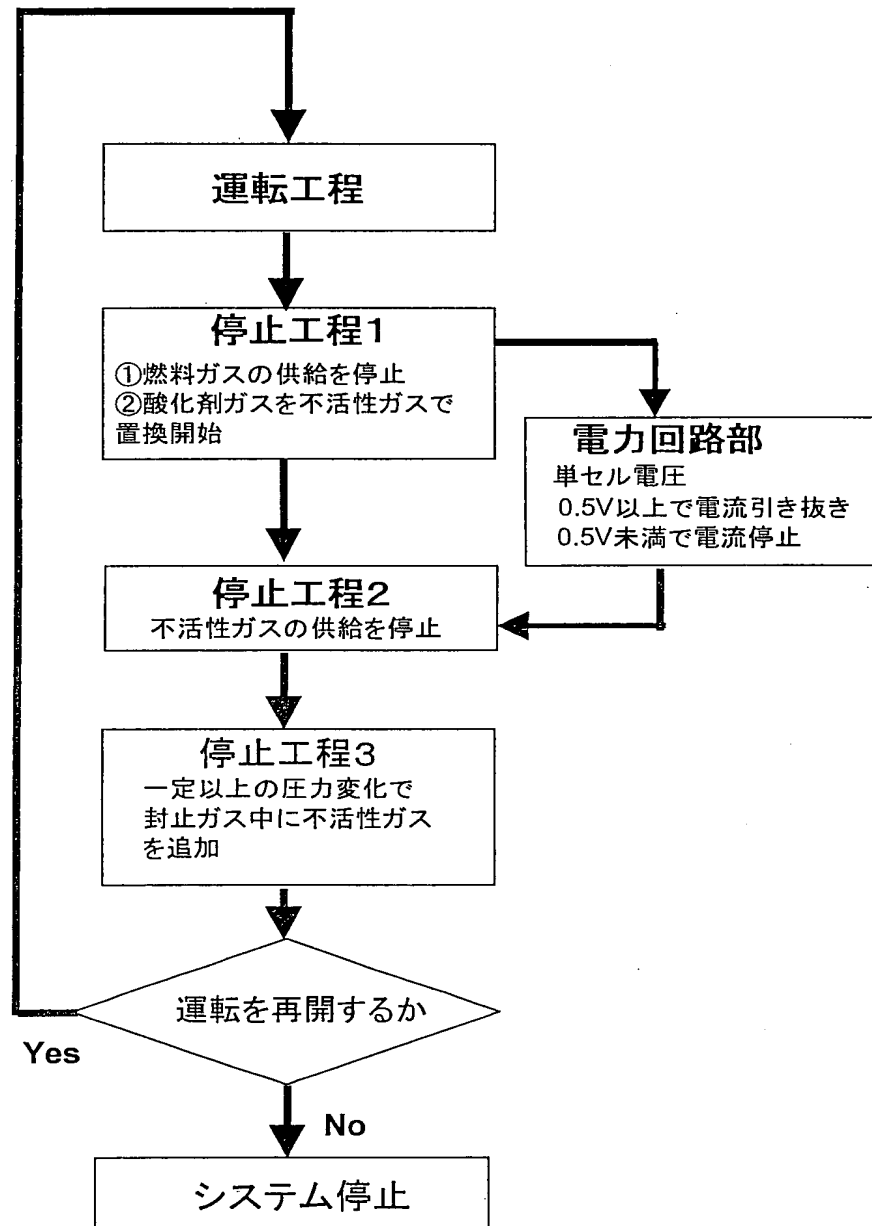 運転工程
停止工程1
①燃料ガスの供給を停止
②酸化剤ガスを不活性ガスで
置換開始
電力回路部
単セル電圧
0.5V以上で電流引き抜き
0.5V未満で電流停止
停止工程2
不活性ガスの供給を停止
停止工程3
一定以上の圧力変化で
封止ガス中に不活性ガス
を追加
運転を再開するか
Yes
No
システム停止